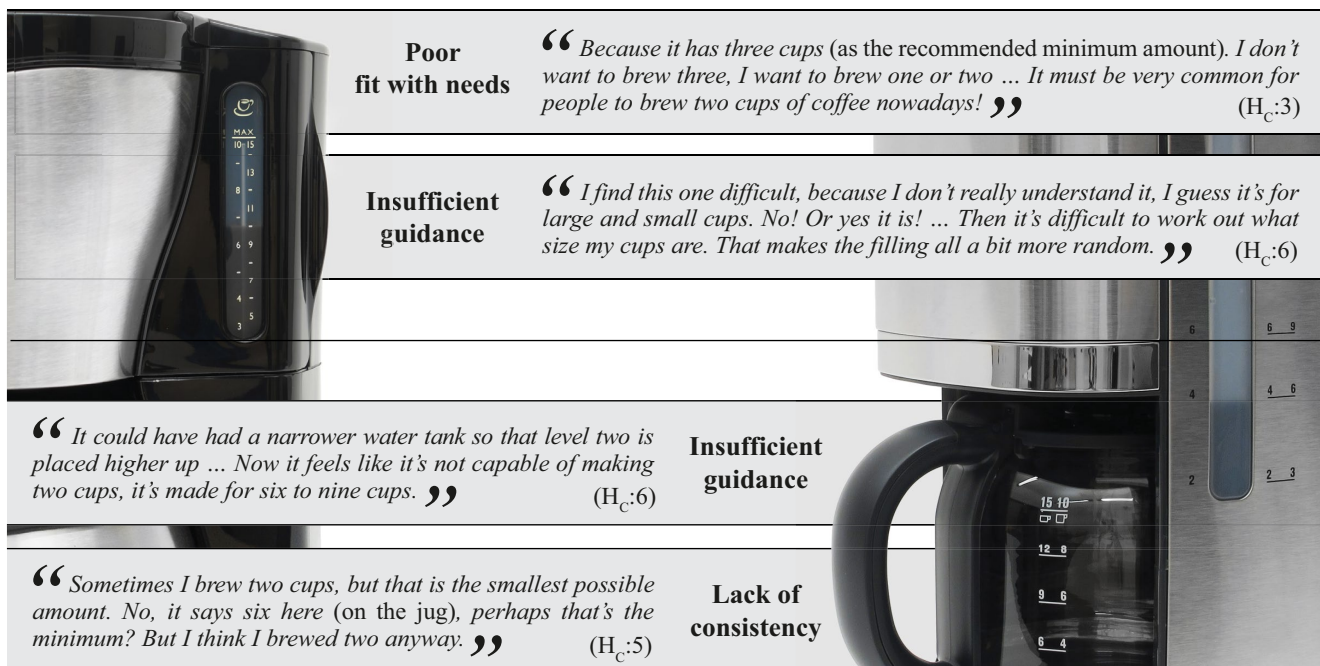 Poor
fit with needs
“ Because it has three cups (as the recommended minimum amount). I don’t
want to brew three, I want to brew one or two ... It must be very common for
people to brew two cups of coffee nowadays! ”
(H_C:3)
MAX
10 15
13
8
11
6 9
7
4
5
3
Insufficient
guidance
“ I find this one difficult, because I don’t really understand it, I guess it’s for
large and small cups. No! Or yes it is! ... Then it’s difficult to work out what
size my cups are. That makes the filling all a bit more random. ”
(H_C:6)
6 6 9
4 4 6
2 2 3
“ It could have had a narrower water tank so that level two is
placed higher up ... Now it feels like it’s not capable of making
two cups, it’s made for six to nine cups. ”
(H_C:6)
Insufficient
guidance
15 10
12 8
9 6
6 4
“ Sometimes I brew two cups, but that is the smallest possible
amount. No, it says six here (on the jug), perhaps that’s the
minimum? But I think I brewed two anyway. ”
(H_C:5)
Lack of
consistency